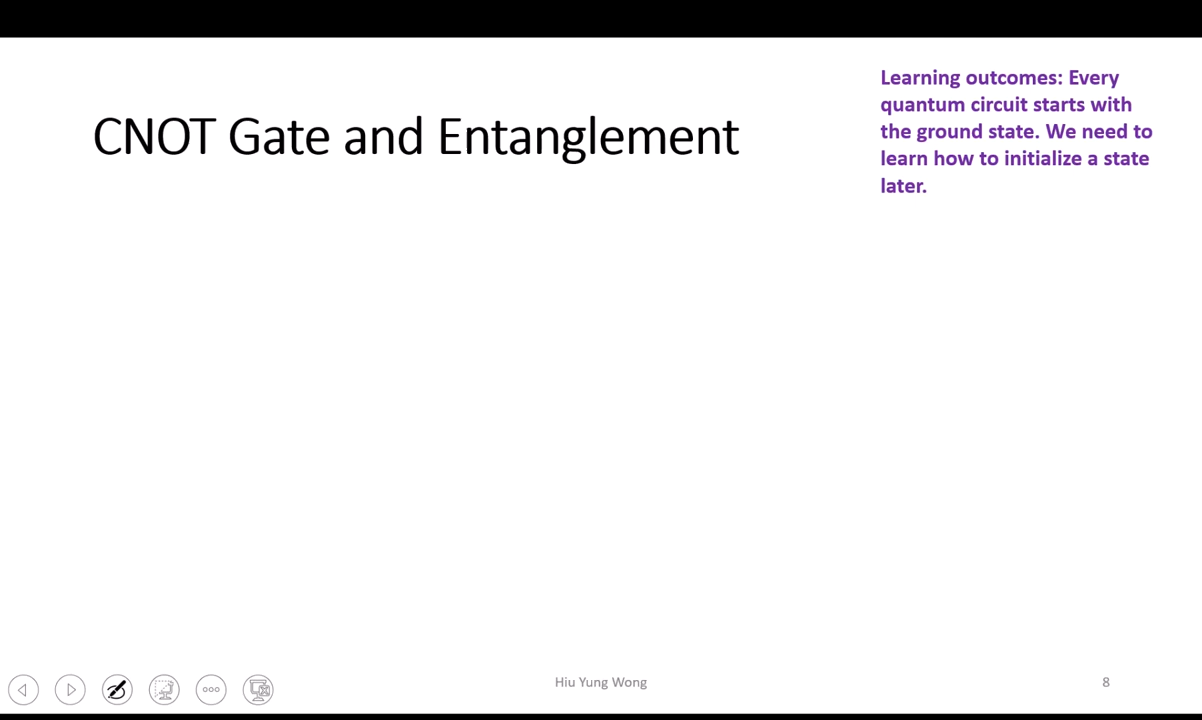 CNOT Gate and Entanglement
Learning outcomes: Every
quantum circuit starts with
the ground state. We need to
learn how to initialize a state
later.
Hiu Yung Wong
8